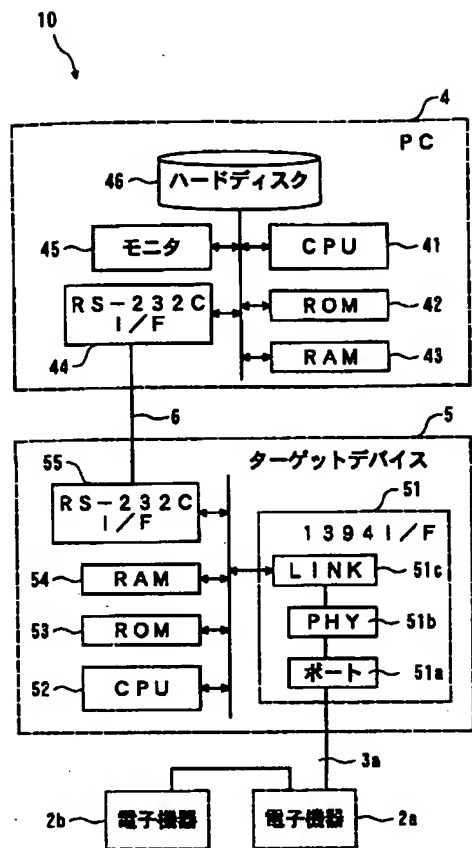 10
4
PC
46
ハードディスク
45
モニタ
CPU
41
RS-232C
I/F
ROM
42
44
RAM
43
6
5
55
ターゲットデバイス
51
RS-232C
I/F
1394I/F
LINK
51c
54
RAM
PHY
51b
53
ROM
ポート
51a
52
CPU
3a
2b
電子機器
電子機器
2a